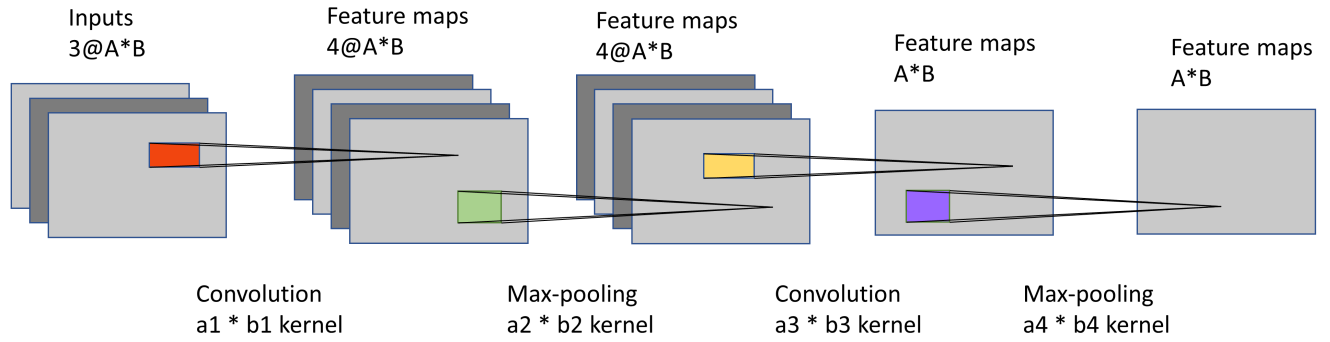 Inputs
3@A*B
Feature maps
4@A*B
Feature maps
4@A*B
Feature maps
A*B
Feature maps
A*B
Convolution
a1 * b1 kernel
Max-pooling
a2 * b2 kernel
Convolution
a3 * b3 kernel
Max-pooling
a4 * b4 kernel